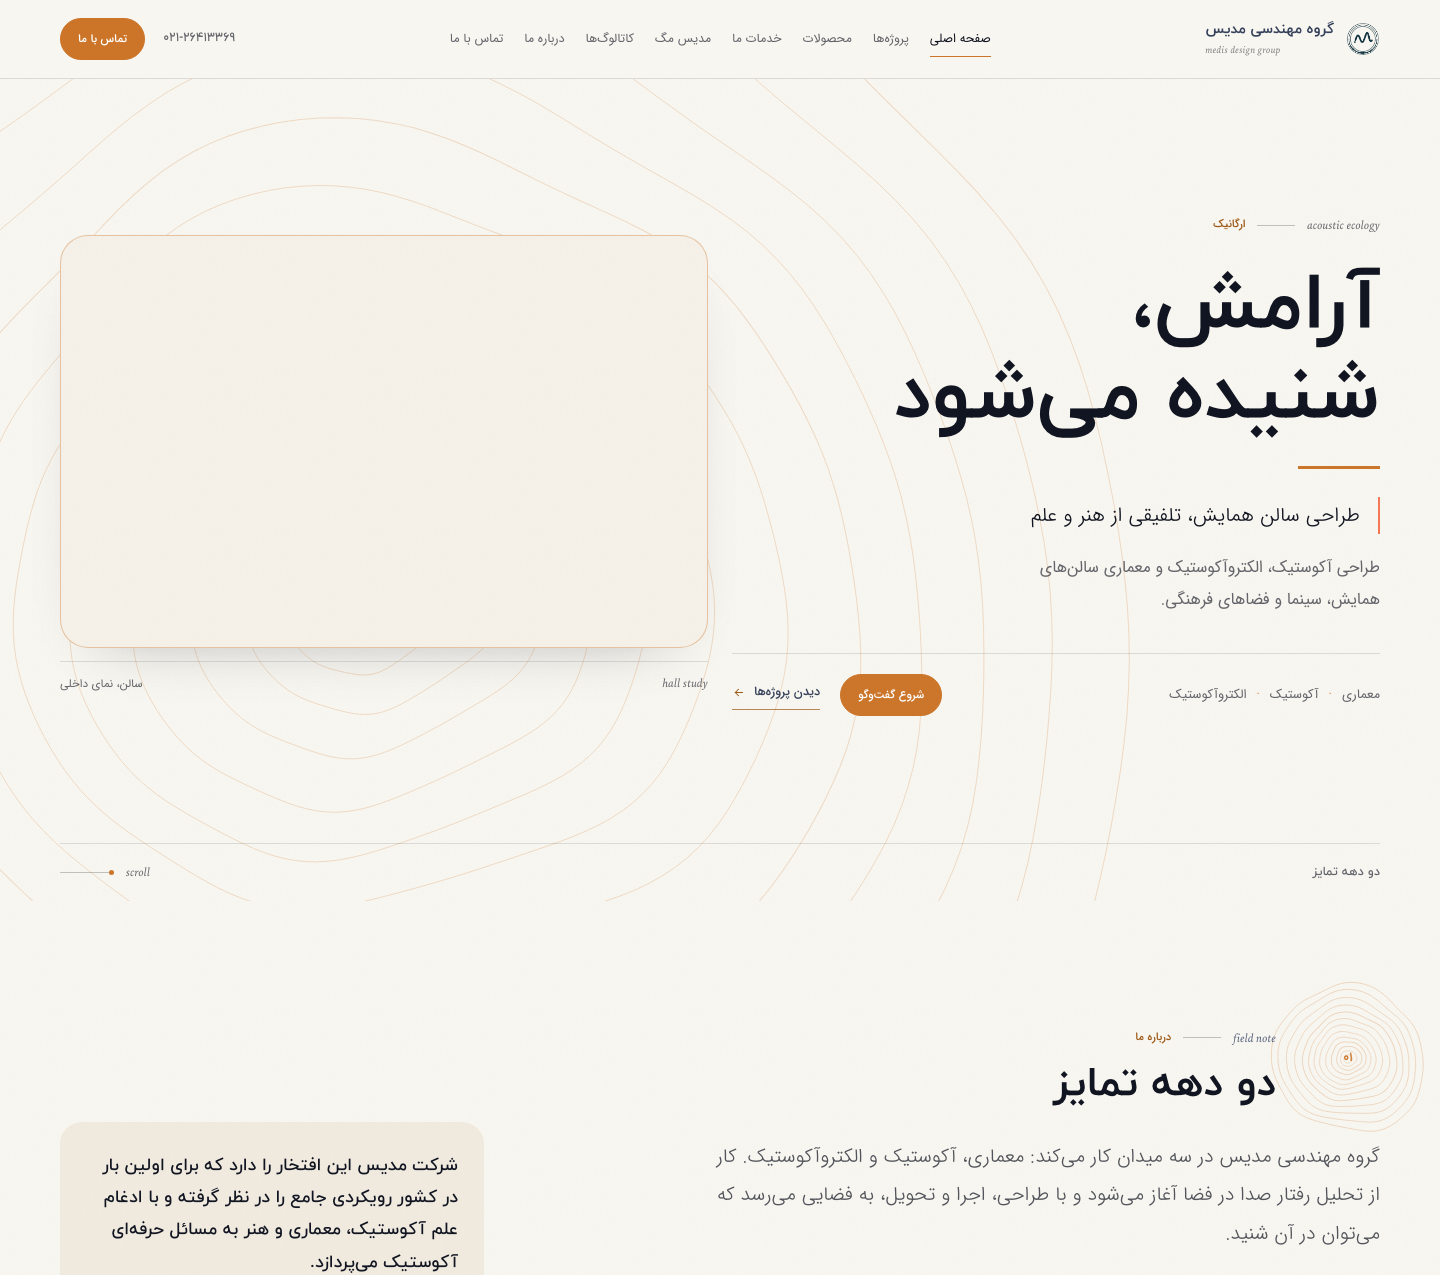 گروه مهندسی مدیس
medis design group
صفحه اصلی
پروژه‌ها
محصولات
خدمات ما
مدیس مگ
کاتالوگ‌ها
درباره ما
تماس با ما
۰۲۱-۲۶۴۱۳۳۶۹
تماس با ما
acoustic ecology
ارگانیک
آرامش،
شنیده می‌شود
طراحی سالن همایش، تلفیقی از هنر و علم
طراحی آکوستیک، الکتروآکوستیک و معماری سالن‌های
همایش، سینما و فضاهای فرهنگی.
معماری · آکوستیک · الکتروآکوستیک
شروع گفت‌وگو
دیدن پروژه‌ها ←
hall study
سالن، نمای داخلی
دو دهه تمایز
scroll
۰۱
field note
درباره ما
دو دهه تمایز
گروه مهندسی مدیس در سه میدان کار می‌کند: معماری، آکوستیک و الکتروآکوستیک. کار
از تحلیل رفتار صدا در فضا آغاز می‌شود و با طراحی، اجرا و تحویل، به فضایی می‌رسد که
می‌توان در آن شنید.
شرکت مدیس این افتخار را دارد که برای اولین بار
در کشور رویکردی جامع را در نظر گرفته و با ادغام
علم آکوستیک، معماری و هنر به مسائل حرفه‌ای
آکوستیک می‌پردازد.